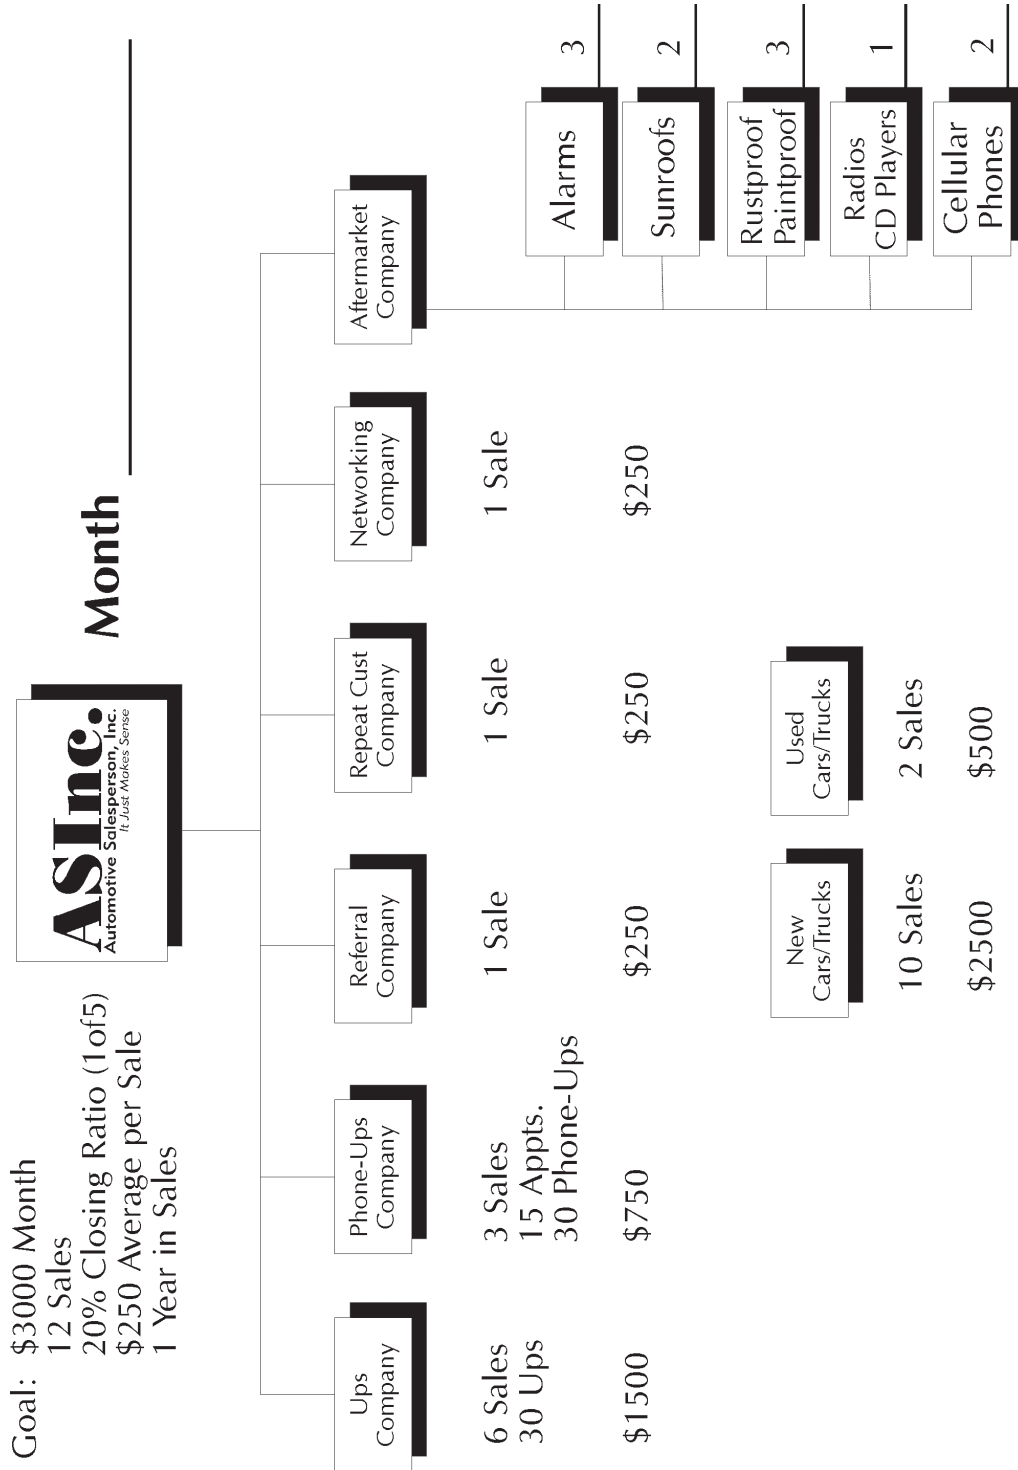 Goal: $3000 Month
12 Sales
20% Closing Ratio (1of5)
$250 Average per Sale
1 Year in Sales
ASInc.
Automotive Salesperson, Inc.
It Just Makes Sense
Month
Ups
Company
6 Sales
30 Ups
$1500
Phone-Ups
Company
3 Sales
15 Appts.
30 Phone-Ups
$750
Referral
Company
1 Sale
$250
Repeat Cust
Company
1 Sale
$250
Networking
Company
1 Sale
$250
Aftermarket
Company
Alarms
3
Sunroofs
2
Rustproof
Paintproof
3
Radios
CD Players
1
Cellular
Phones
2
New
Cars/Trucks
10 Sales
$2500
Used
Cars/Trucks
2 Sales
$500